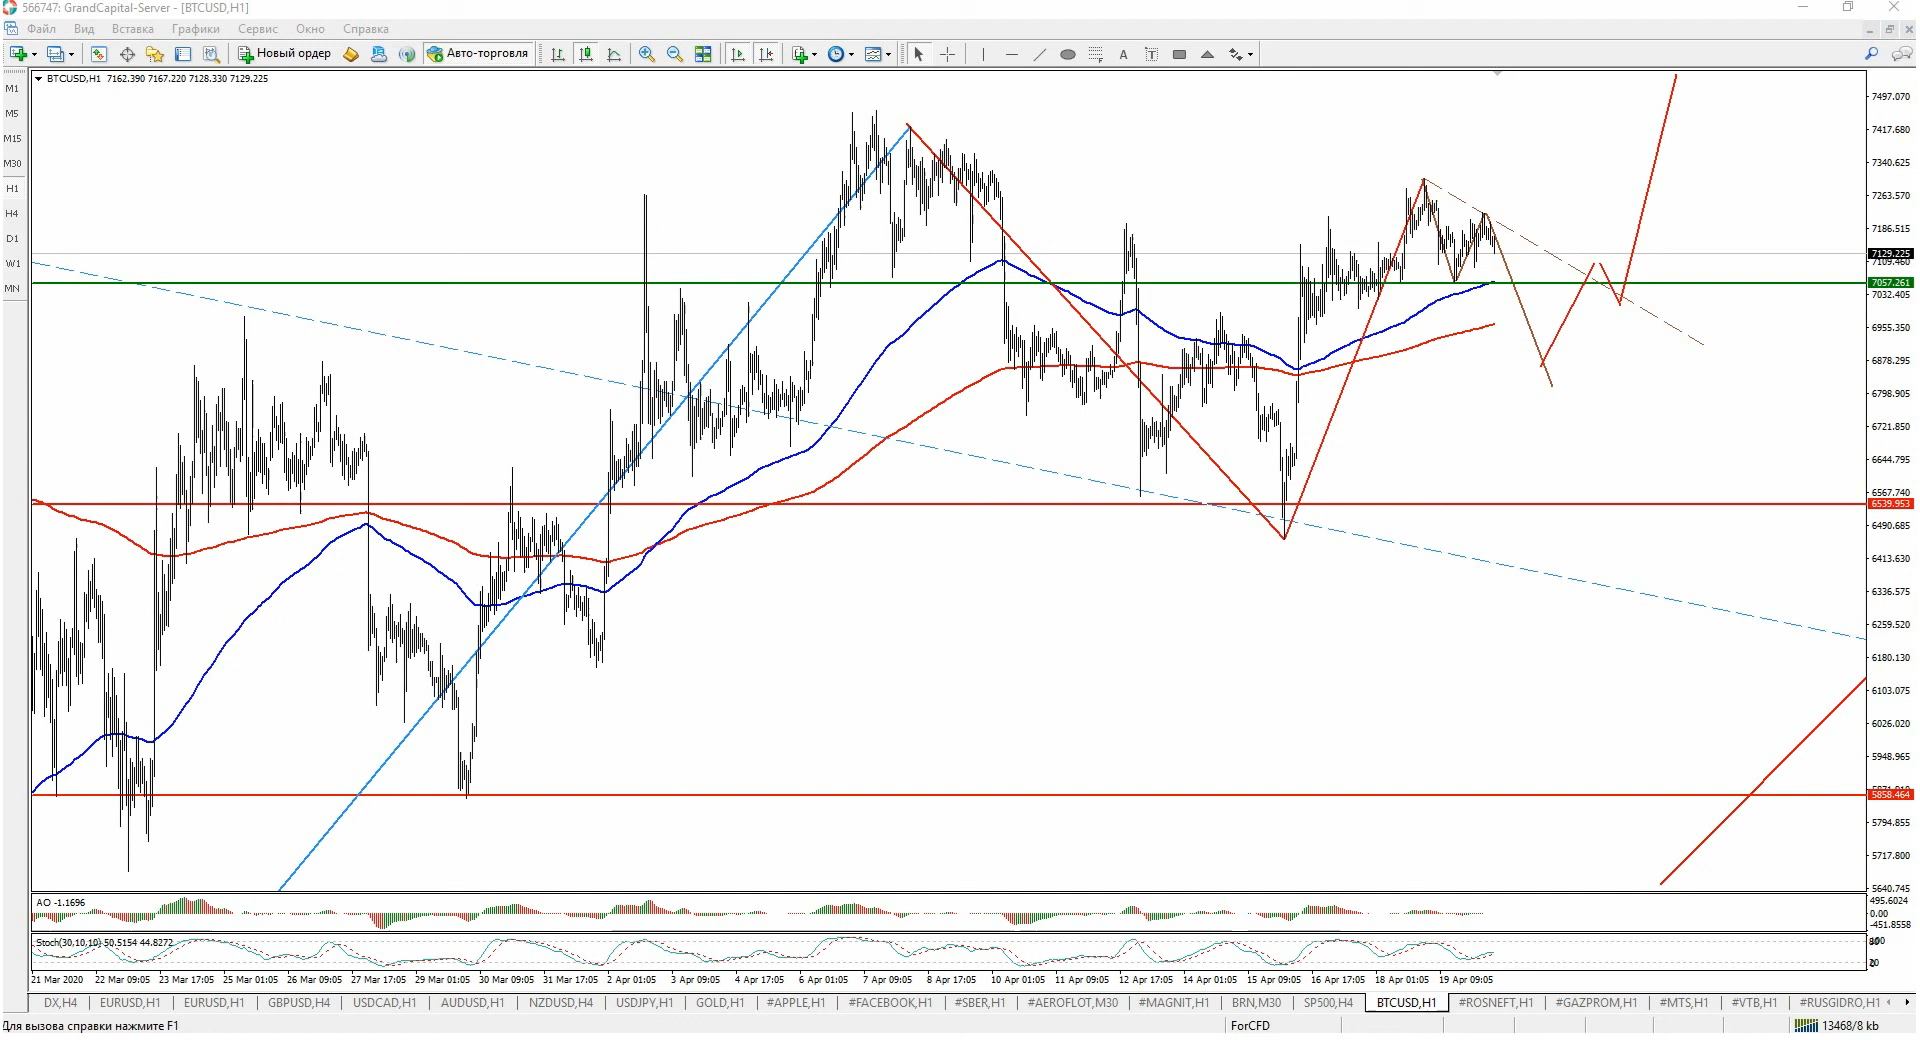 566747: GrandCapital-Server - [BTCUSD,H1]
Файл Вид Вставка Графики Сервис Окно Справка
Новый ордер Авто-торговля
M1
M5
M15
M30
H1
H4
D1
W1
MN
BTCUSD,H1 7162.390 7167.220 7128.330 7129.225
7497.070
7417.680
7340.625
7263.570
7186.515
7129.225
7109.460
7057.261
7032.405
6955.350
6878.295
6798.905
6721.850
6644.795
6567.740
6539.953
6490.685
6413.630
6336.575
6259.520
6180.130
6103.075
6026.020
5948.965
5858.464
5794.855
5717.800
5640.745
AO -1.1696
495.6024
0.00
-451.8558
Stoch(30,10,10) 50.5154 44.8272
20
21 Mar 2020 22 Mar 09:05 23 Mar 17:05 25 Mar 01:05 26 Mar 09:05 27 Mar 17:05 29 Mar 01:05 30 Mar 09:05 31 Mar 17:05 2 Apr 01:05 3 Apr 09:05 4 Apr 17:05 6 Apr 01:05 7 Apr 09:05 8 Apr 17:05 10 Apr 01:05 11 Apr 09:05 12 Apr 17:05 14 Apr 01:05 15 Apr 09:05 16 Apr 17:05 18 Apr 01:05 19 Apr 09:05
DX,H4 EURUSD,H1 EURUSD,H1 GBPUSD,H4 USDCAD,H1 AUDUSD,H1 NZDUSD,H4 USDJPY,H1 GOLD,H1 #APPLE,H1 #FACEBOOK,H1 #SBER,H1 #AEROFLOT,M30 #MAGNIT,H1 BRN,M30 SP500,H4 BTCUSD,H1 #ROSNEFT,H1 #GAZPROM,H1 #MTS,H1 #VTB,H1 #RUSGIDRO,H1
Для вызова справки нажмите F1 ForCFD 13468/8 kb